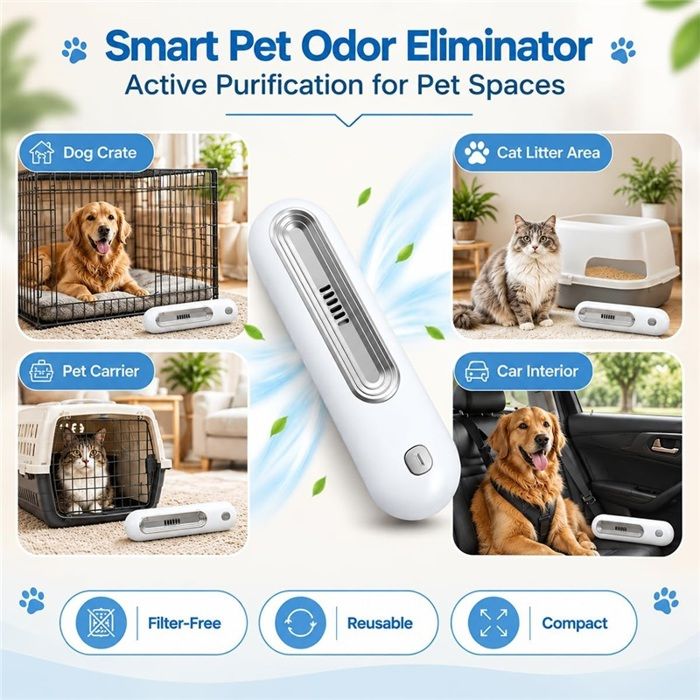 Smart Pet Odor Eliminator
Active Purification for Pet Spaces
Dog Crate
Cat Litter Area
Pet Carrier
Car Interior
Filter-Free
Reusable
Compact